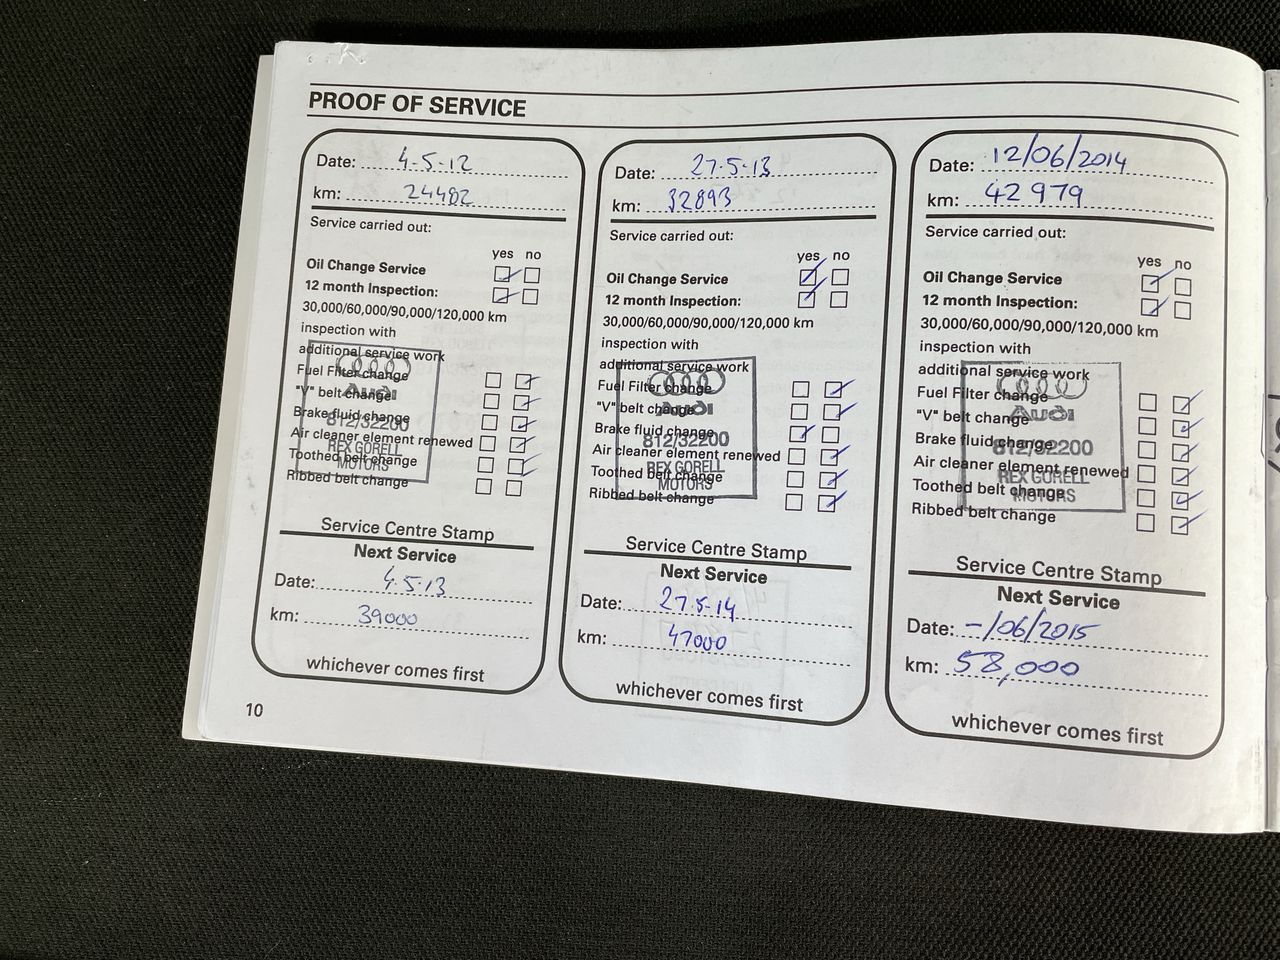 PROOF OF SERVICE
Date: 4-5-12
km: 24482
Service carried out:
yes no
Oil Change Service
12 month Inspection:
30,000/60,000/90,000/120,000 km
inspection with
additional service work
Fuel Filter change
"V" belt change
Brake fluid change
Air cleaner element renewed
Toothed belt change
Ribbed belt change
Audi
812/32200
REX GORELL
MOTORS
Service Centre Stamp
Next Service
Date: 4.5.13
km: 39000
whichever comes first
Date: 27.5.13
km: 32893
Service carried out:
yes no
Oil Change Service
12 month Inspection:
30,000/60,000/90,000/120,000 km
inspection with
additional service work
Fuel Filter change
"V" belt change
Brake fluid change
Air cleaner element renewed
Toothed belt change
Ribbed belt change
Audi
812/32200
REX GORELL
MOTORS
Service Centre Stamp
Next Service
Date: 27.5.14
km: 47000
whichever comes first
Date: 12/06/2014
km: 42979
Service carried out:
yes no
Oil Change Service
12 month Inspection:
30,000/60,000/90,000/120,000 km
inspection with
additional service work
Fuel Filter change
"V" belt change
Brake fluid change
Air cleaner element renewed
Toothed belt change
Ribbed belt change
Audi
812/32200
REX GORELL
MOTORS
Service Centre Stamp
Next Service
Date: -/06/2015
km: 58,000
whichever comes first
10